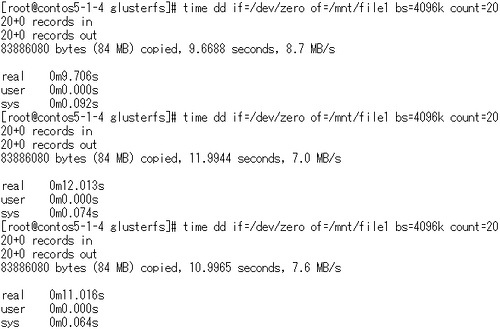 [root@contos5-1-4 glusterfs]# time dd if=/dev/zero of=/mnt/file1 bs=4096k count=20
20+0 records in
20+0 records out
83886080 bytes (84 MB) copied, 9.6688 seconds, 8.7 MB/s
real 0m9.706s
user 0m0.000s
sys 0m0.092s
[root@contos5-1-4 glusterfs]# time dd if=/dev/zero of=/mnt/file1 bs=4096k count=20
20+0 records in
20+0 records out
83886080 bytes (84 MB) copied, 11.9944 seconds, 7.0 MB/s
real 0m12.013s
user 0m0.000s
sys 0m0.074s
[root@contos5-1-4 glusterfs]# time dd if=/dev/zero of=/mnt/file1 bs=4096k count=20
20+0 records in
20+0 records out
83886080 bytes (84 MB) copied, 10.9965 seconds, 7.6 MB/s
real 0m11.016s
user 0m0.000s
sys 0m0.064s